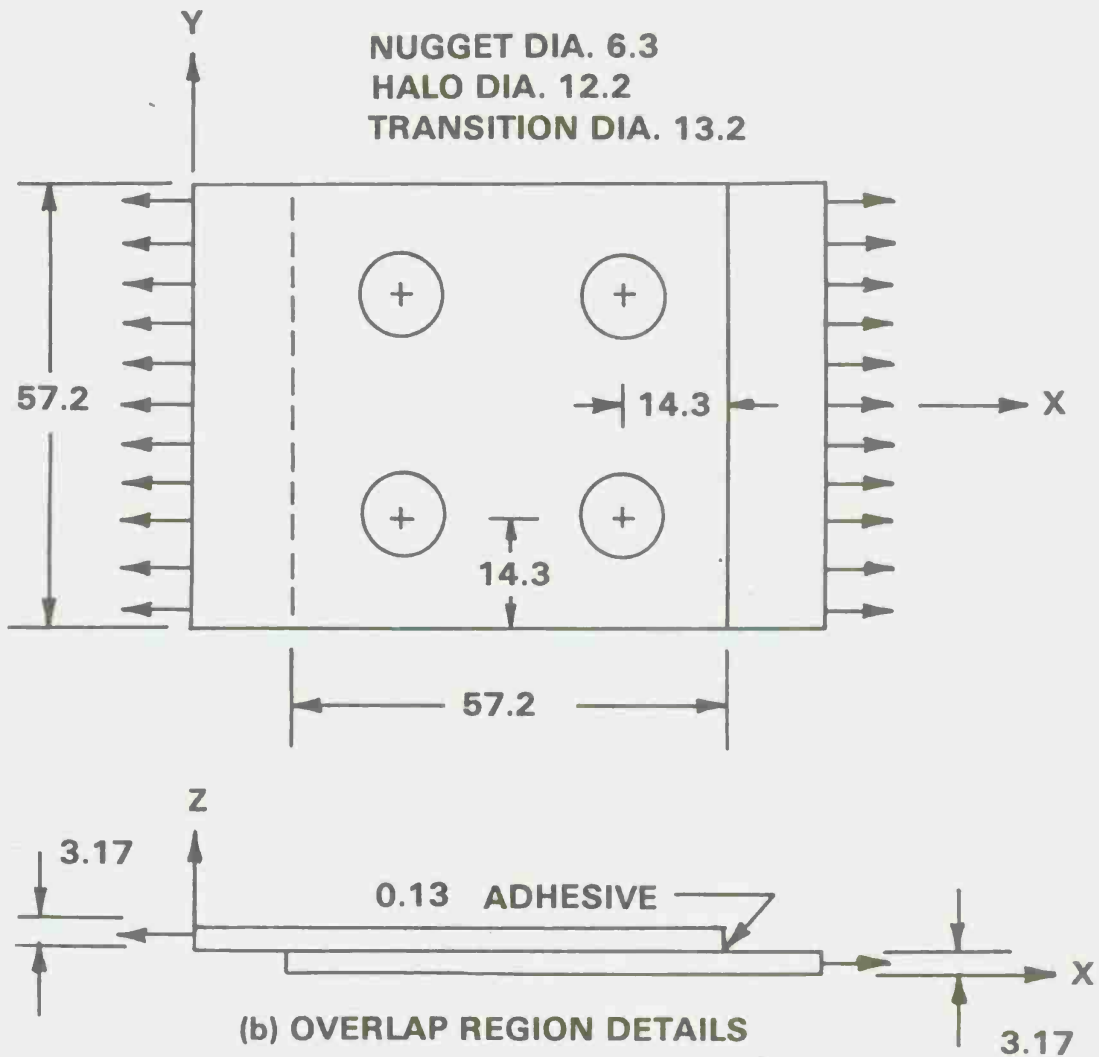 Y
NUGGET DIA. 6.3
HALO DIA. 12.2
TRANSITION DIA. 13.2
57.2
14.3
X
14.3
57.2
Z
3.17
0.13 ADHESIVE
X
(b) OVERLAP REGION DETAILS
3.17